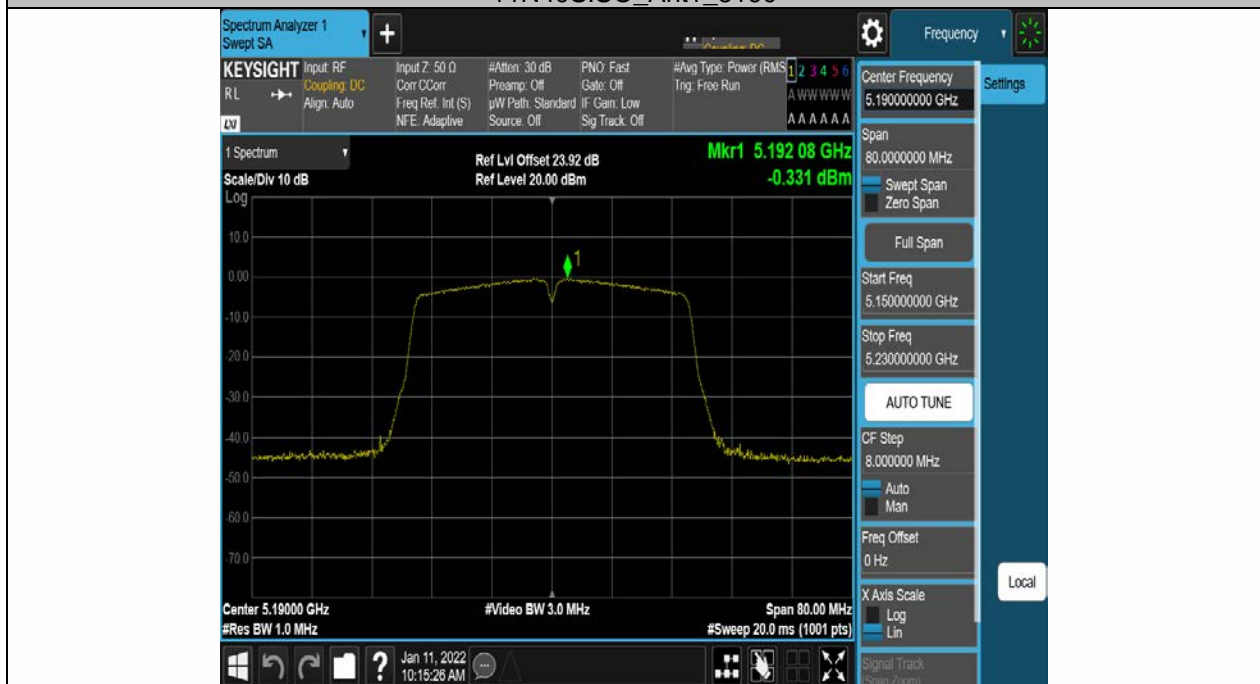 Spectrum Analyzer 1
Swept SA
+
Frequency
KEYSIGHT
RL
LXI
Input: RF
Coupling: DC
Align: Auto
Input Z: 50 Ω
Corr CCorr
Freq Ref: Int (S)
NFE: Adaptive
#Atten: 30 dB
Preamp: Off
µW Path: Standard
Source: Off
PNO: Fast
Gate: Off
IF Gain: Low
Sig Track: Off
#Avg Type: Power (RMS
Trig: Free Run
1 2 3 4 5 6
A W W W W W
A A A A A A
Center Frequency
5.190000000 GHz
Settings
Span
80.0000000 MHz
Swept Span
Zero Span
Full Span
Start Freq
5.150000000 GHz
Stop Freq
5.230000000 GHz
AUTO TUNE
CF Step
8.000000 MHz
Auto
Man
Freq Offset
0 Hz
X Axis Scale
Log
Lin
Signal Track
(Span Zoom)
Local
1 Spectrum
Scale/Div 10 dB
Log
Ref Lvl Offset 23.92 dB
Ref Level 20.00 dBm
Mkr1 5.192 08 GHz
-0.331 dBm
1
10.0
0.00
-10.0
-20.0
-30.0
-40.0
-50.0
-60.0
-70.0
Center 5.19000 GHz
#Res BW 1.0 MHz
#Video BW 3.0 MHz
Span 80.00 MHz
#Sweep 20.0 ms (1001 pts)
?
Jan 11, 2022
10:15:26 AM